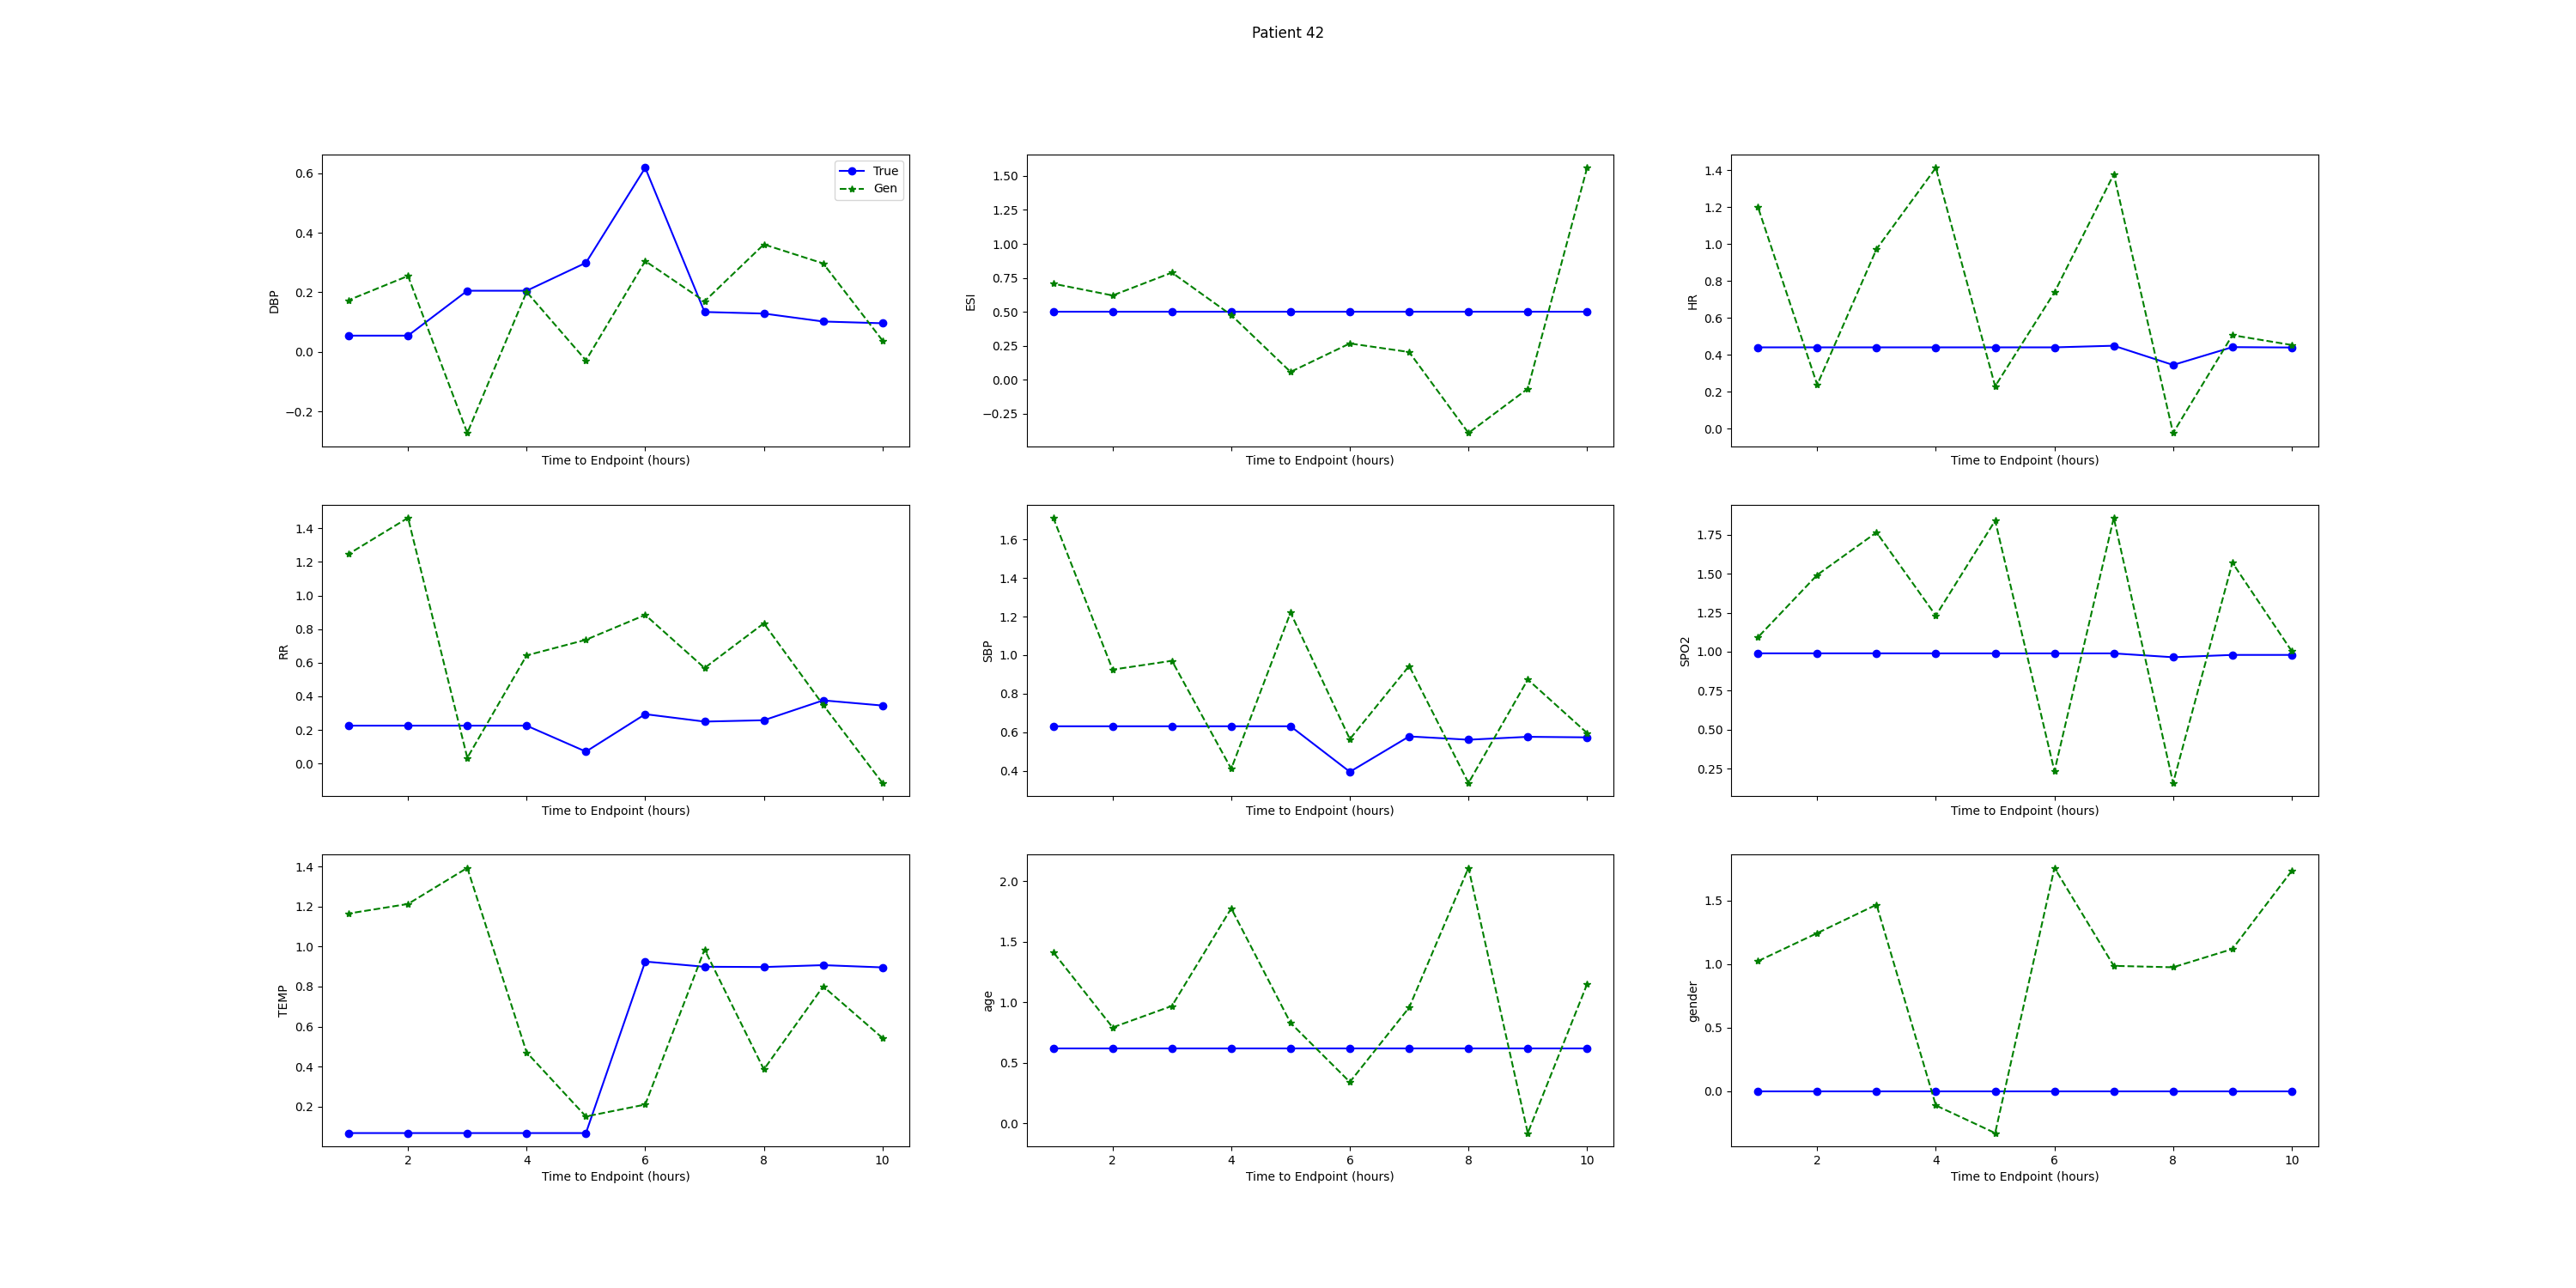 Patient 42
DBP
0.6
0.4
0.2
0.0
−0.2
True
Gen
Time to Endpoint (hours)
ESI
1.50
1.25
1.00
0.75
0.50
0.25
0.00
−0.25
Time to Endpoint (hours)
HR
1.4
1.2
1.0
0.8
0.6
0.4
0.2
0.0
Time to Endpoint (hours)
RR
1.4
1.2
1.0
0.8
0.6
0.4
0.2
0.0
Time to Endpoint (hours)
SBP
1.6
1.4
1.2
1.0
0.8
0.6
0.4
Time to Endpoint (hours)
SPO2
1.75
1.50
1.25
1.00
0.75
0.50
0.25
Time to Endpoint (hours)
TEMP
1.4
1.2
1.0
0.8
0.6
0.4
0.2
2 4 6 8 10
Time to Endpoint (hours)
age
2.0
1.5
1.0
0.5
0.0
2 4 6 8 10
Time to Endpoint (hours)
gender
1.5
1.0
0.5
0.0
2 4 6 8 10
Time to Endpoint (hours)